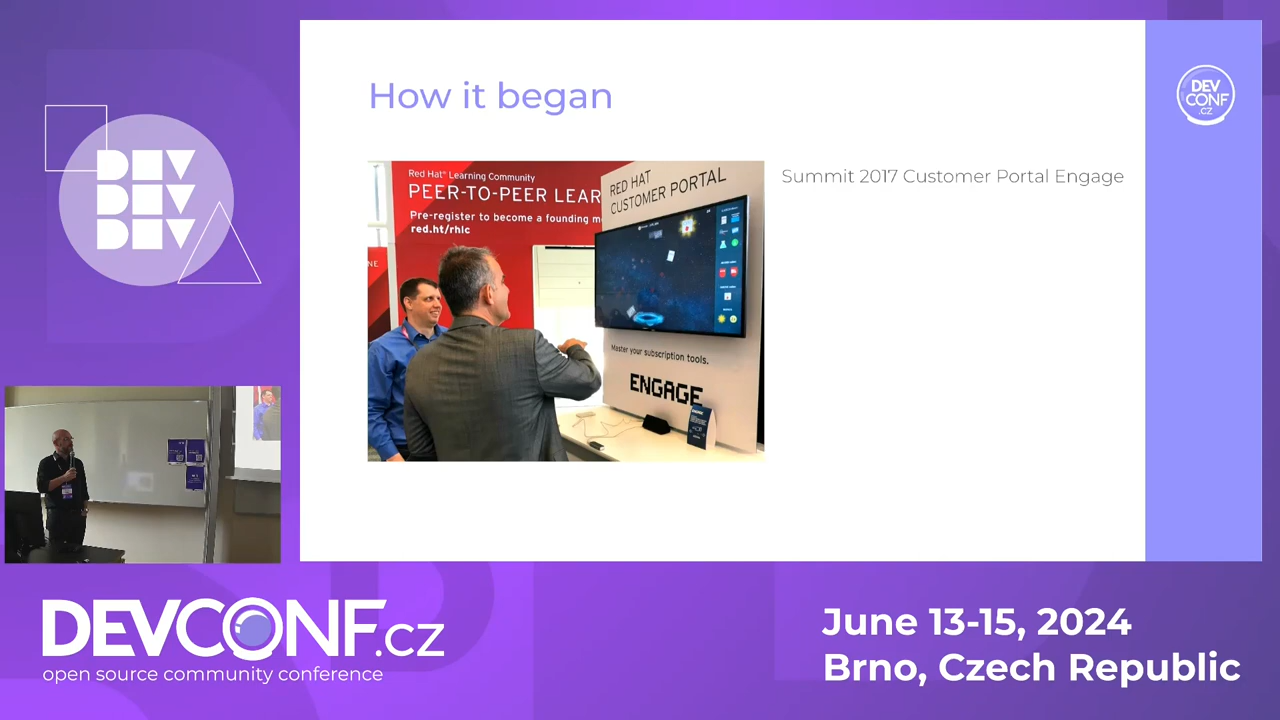 DEV
DEV
DEV
How it began
DEV
CONF
.CZ
Red Hat® Learning Community
PEER-TO-PEER LEAR
Pre-register to become a founding m
red.ht/rhlc
NE
RED HAT
CUSTOMER PORTAL
Master your subscription tools.
ENGAGE
Summit 2017 Customer Portal Engage
DEVCONF.cz
open source community conference
June 13-15, 2024
Brno, Czech Republic